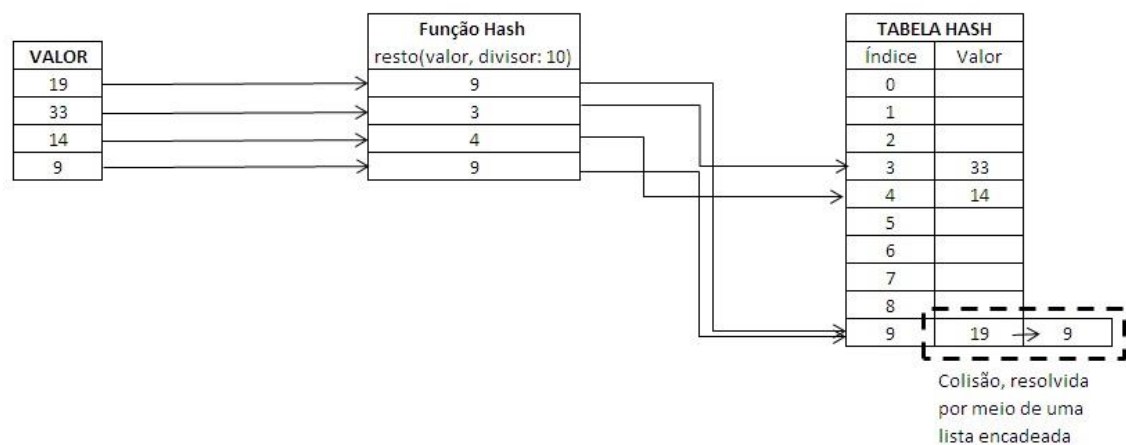 VALOR
19
33
14
9
Função Hash
resto(valor, divisor: 10)
9
3
4
9
TABELA HASH
Índice Valor
0
1
2
3 33
4 14
5
6
7
8
9 19 9
Colisão, resolvida
por meio de uma
lista encadeada